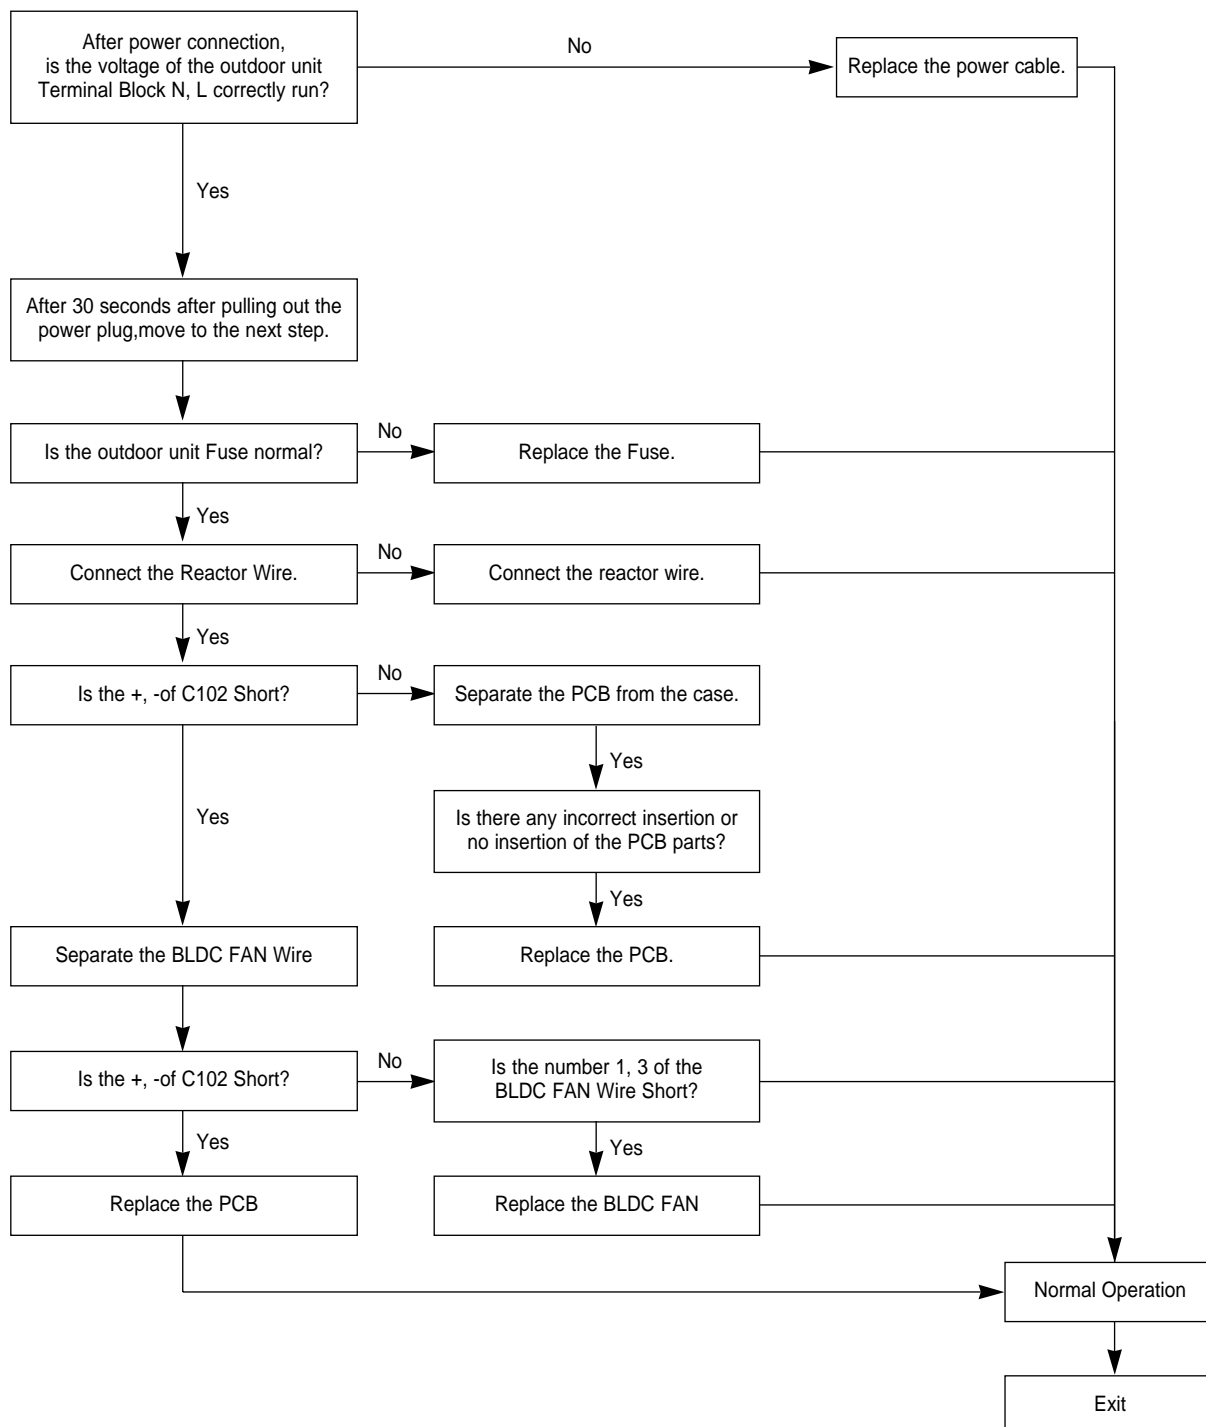 After power connection,
is the voltage of the outdoor unit
Terminal Block N, L correctly run?
No
Replace the power cable.
Yes
After 30 seconds after pulling out the
power plug,move to the next step.
Is the outdoor unit Fuse normal?
No
Replace the Fuse.
Yes
Connect the Reactor Wire.
No
Connect the reactor wire.
Yes
Is the +, -of C102 Short?
No
Separate the PCB from the case.
Yes
Is there any incorrect insertion or
no insertion of the PCB parts?
Yes
Yes
Separate the BLDC FAN Wire
Replace the PCB.
Is the +, -of C102 Short?
No
Is the number 1, 3 of the
BLDC FAN Wire Short?
Yes
Yes
Replace the PCB
Replace the BLDC FAN
Normal Operation
Exit